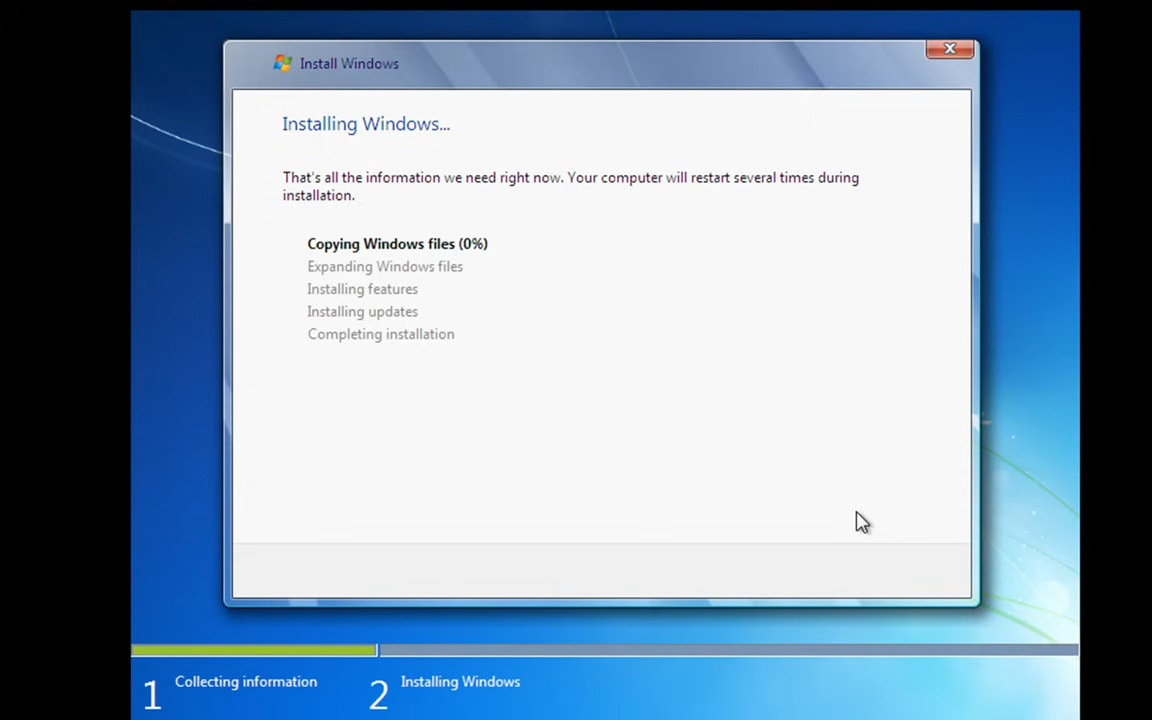 Install Windows
Installing Windows...
That's all the information we need right now. Your computer will restart several times during
installation.
Copying Windows files (0%)
Expanding Windows files
Installing features
Installing updates
Completing installation
1 Collecting information
2 Installing Windows